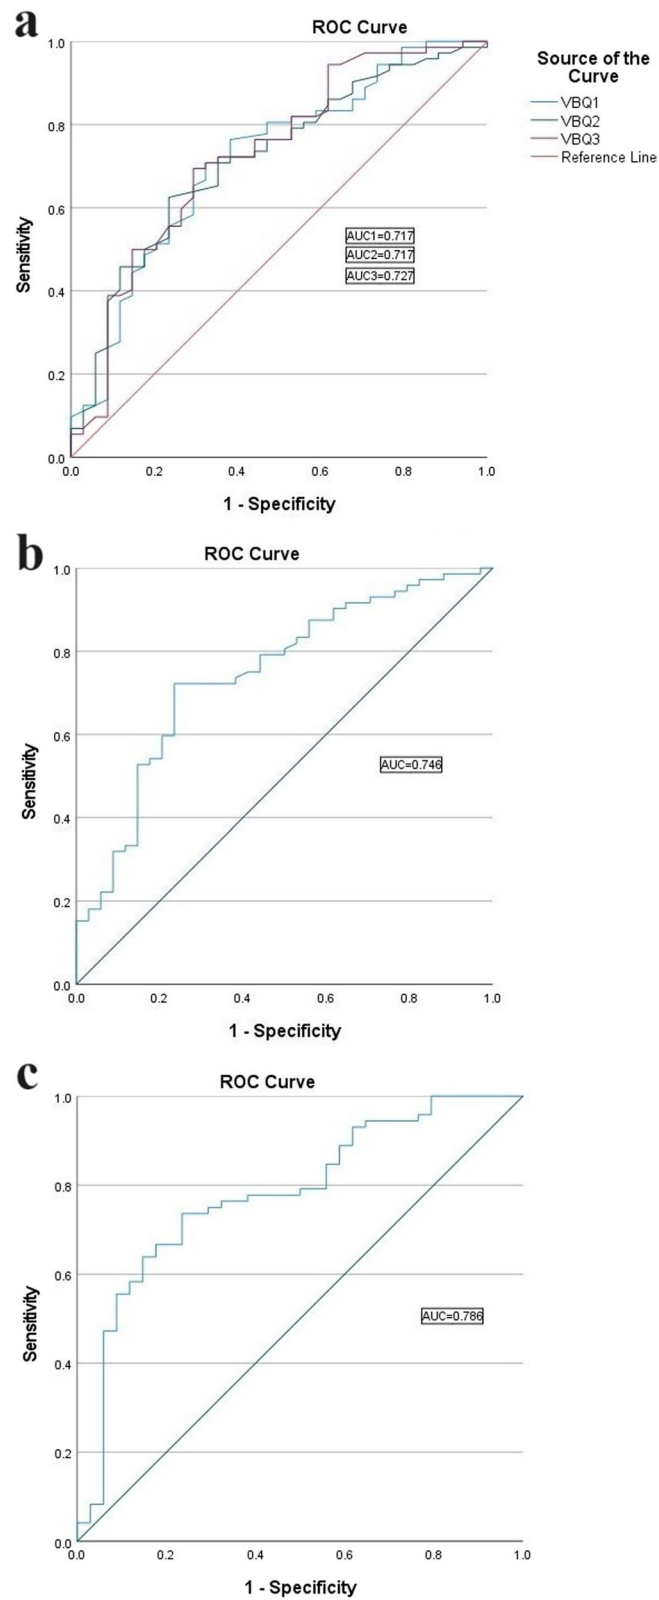 a
ROC Curve
1.0
0.8
0.6
0.4
0.2
0.0
Sensitivity
0.0 0.2 0.4 0.6 0.8 1.0
1 - Specificity
AUC1=0.717
AUC2=0.717
AUC3=0.727
Source of the
Curve
VBQ1
VBQ2
VBQ3
Reference Line
b
ROC Curve
1.0
0.8
0.6
0.4
0.2
0.0
Sensitivity
0.0 0.2 0.4 0.6 0.8 1.0
1 - Specificity
AUC=0.746
c
ROC Curve
1.0
0.8
0.6
0.4
0.2
0.0
Sensitivity
0.0 0.2 0.4 0.6 0.8 1.0
1 - Specificity
AUC=0.786